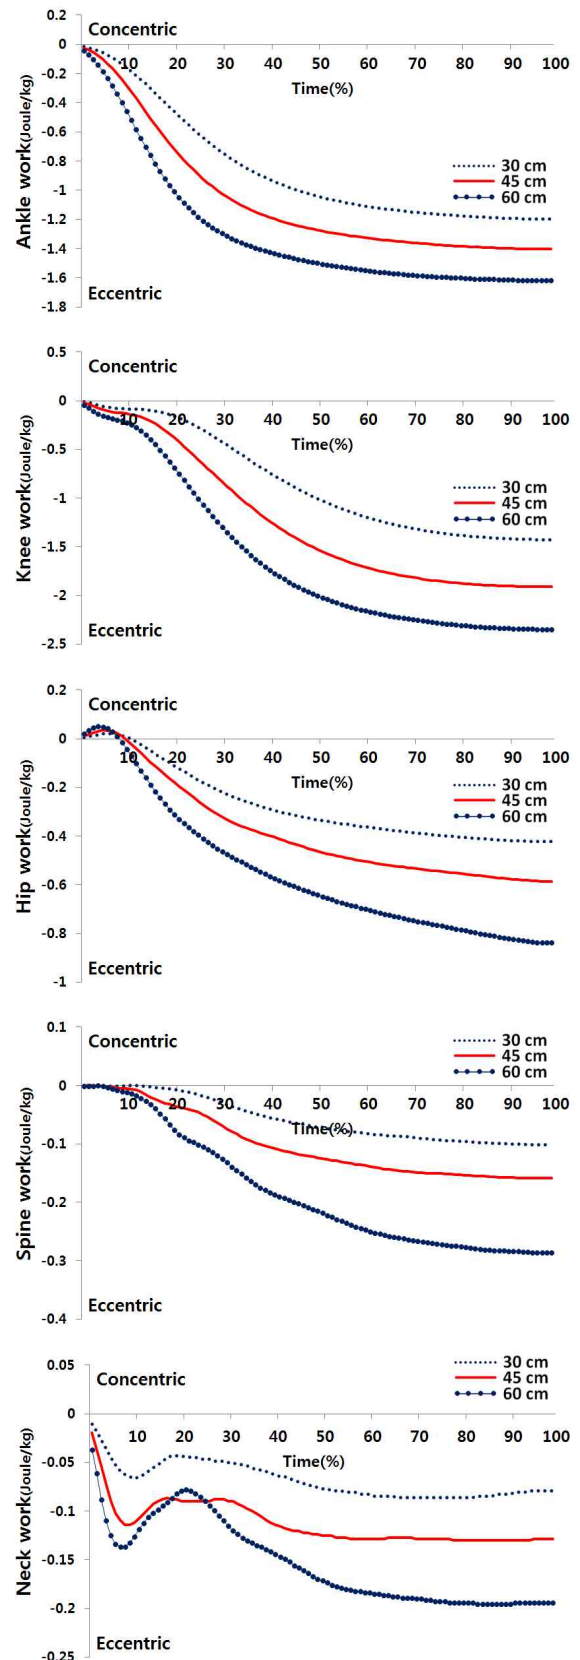 0.2
Concentric
0
10 20 30 40 50 60 70 80 90 100
Time(%)
-0.2
-0.4
-0.6
-0.8
-1
-1.2
-1.4
-1.6
-1.8
Ankle work(Joule/kg)
30 cm
45 cm
60 cm
Eccentric
0.5
Concentric
0
10 20 30 40 50 60 70 80 90 100
Time(%)
-0.5
-1
-1.5
-2
-2.5
Knee work(Joule/kg)
30 cm
45 cm
60 cm
Eccentric
0.2
Concentric
0
10 20 30 40 50 60 70 80 90 100
Time(%)
-0.2
-0.4
-0.6
-0.8
-1
Hip work(Joule/kg)
30 cm
45 cm
60 cm
Eccentric
0.1
Concentric
30 cm
45 cm
60 cm
0
10 20 30 40 50 60 70 80 90 100
Time(%)
-0.1
-0.2
-0.3
-0.4
Spine work(Joule/kg)
Eccentric
0.05
Concentric
30 cm
45 cm
60 cm
0
10 20 30 40 50 60 70 80 90 100
Time(%)
-0.05
-0.1
-0.15
-0.2
-0.25
Neck work(Joule/kg)
Eccentric